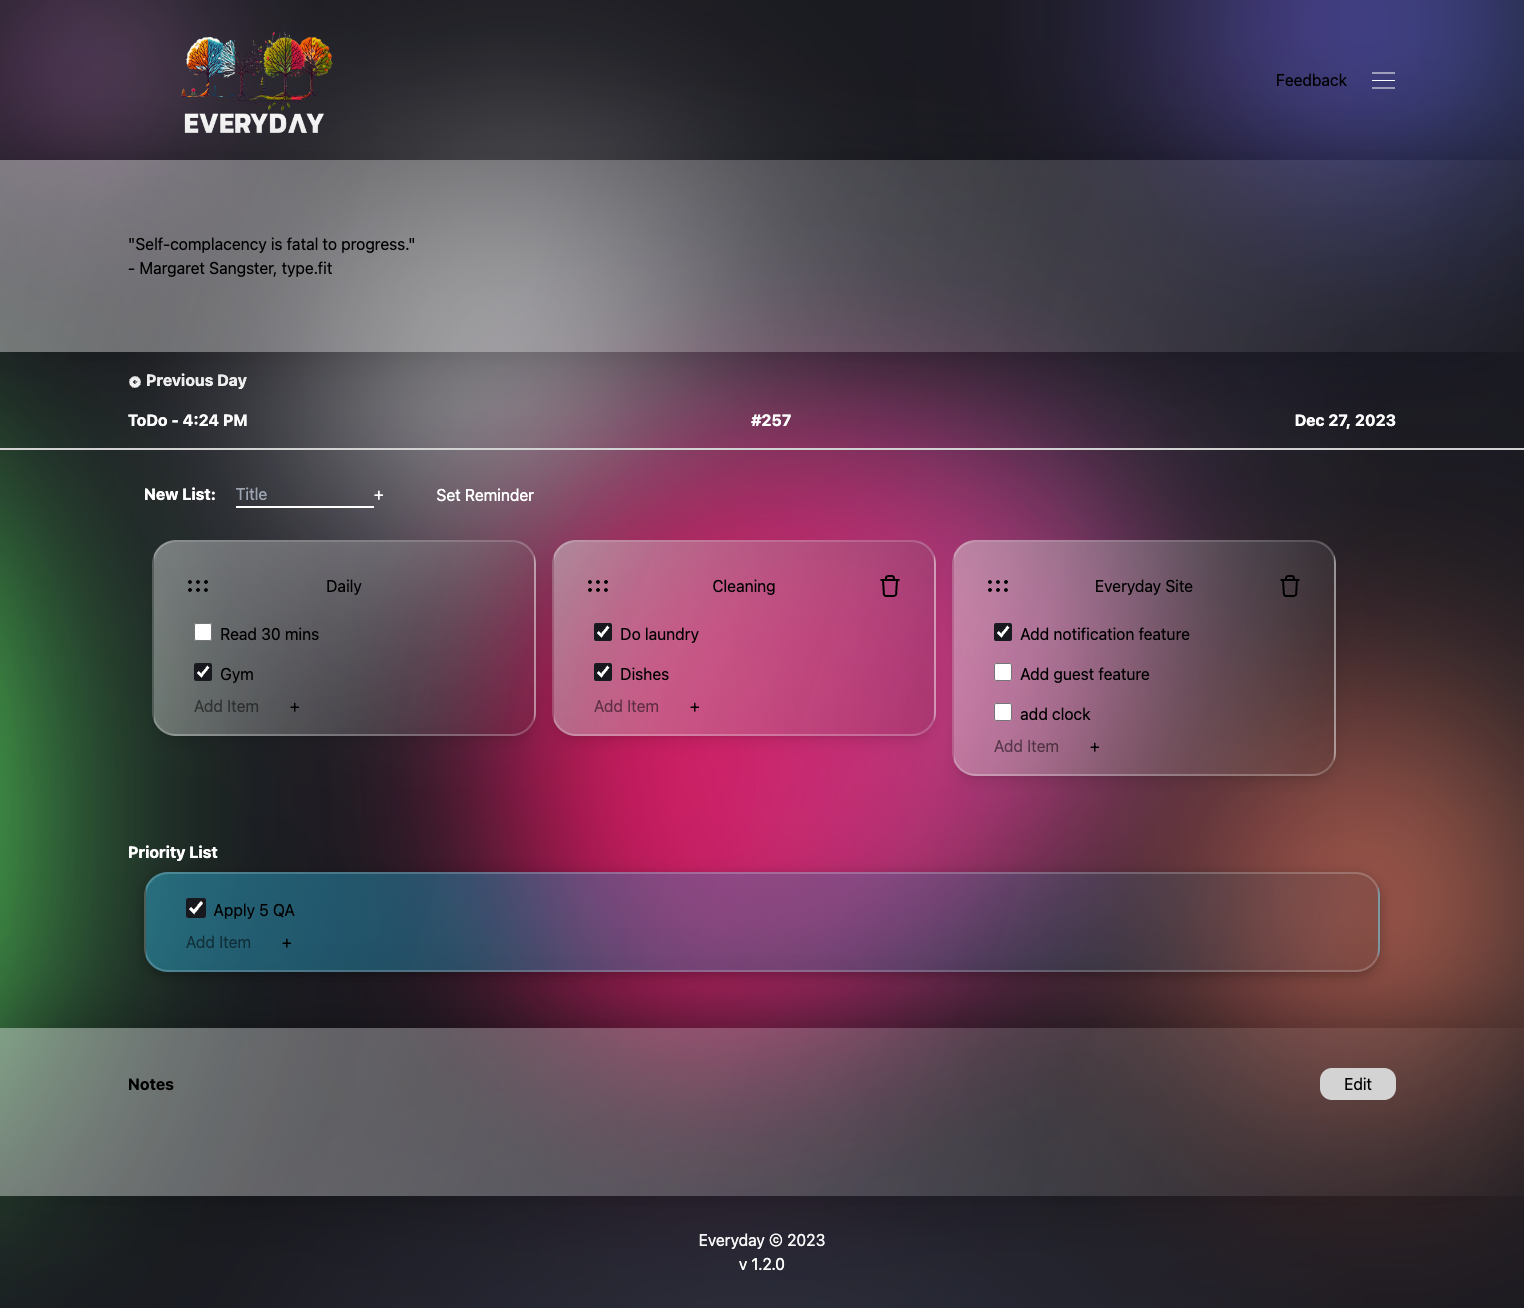 EVERYDAY
Feedback
"Self-complacency is fatal to progress."
- Margaret Sangster, type.fit
Previous Day
ToDo - 4:24 PM #257 Dec 27, 2023
New List: Title + Set Reminder
Daily
Read 30 mins
Gym
Add Item +
Cleaning
Do laundry
Dishes
Add Item +
Everyday Site
Add notification feature
Add guest feature
add clock
Add Item +
Priority List
Apply 5 QA
Add Item +
Notes
Edit
Everyday © 2023
v 1.2.0